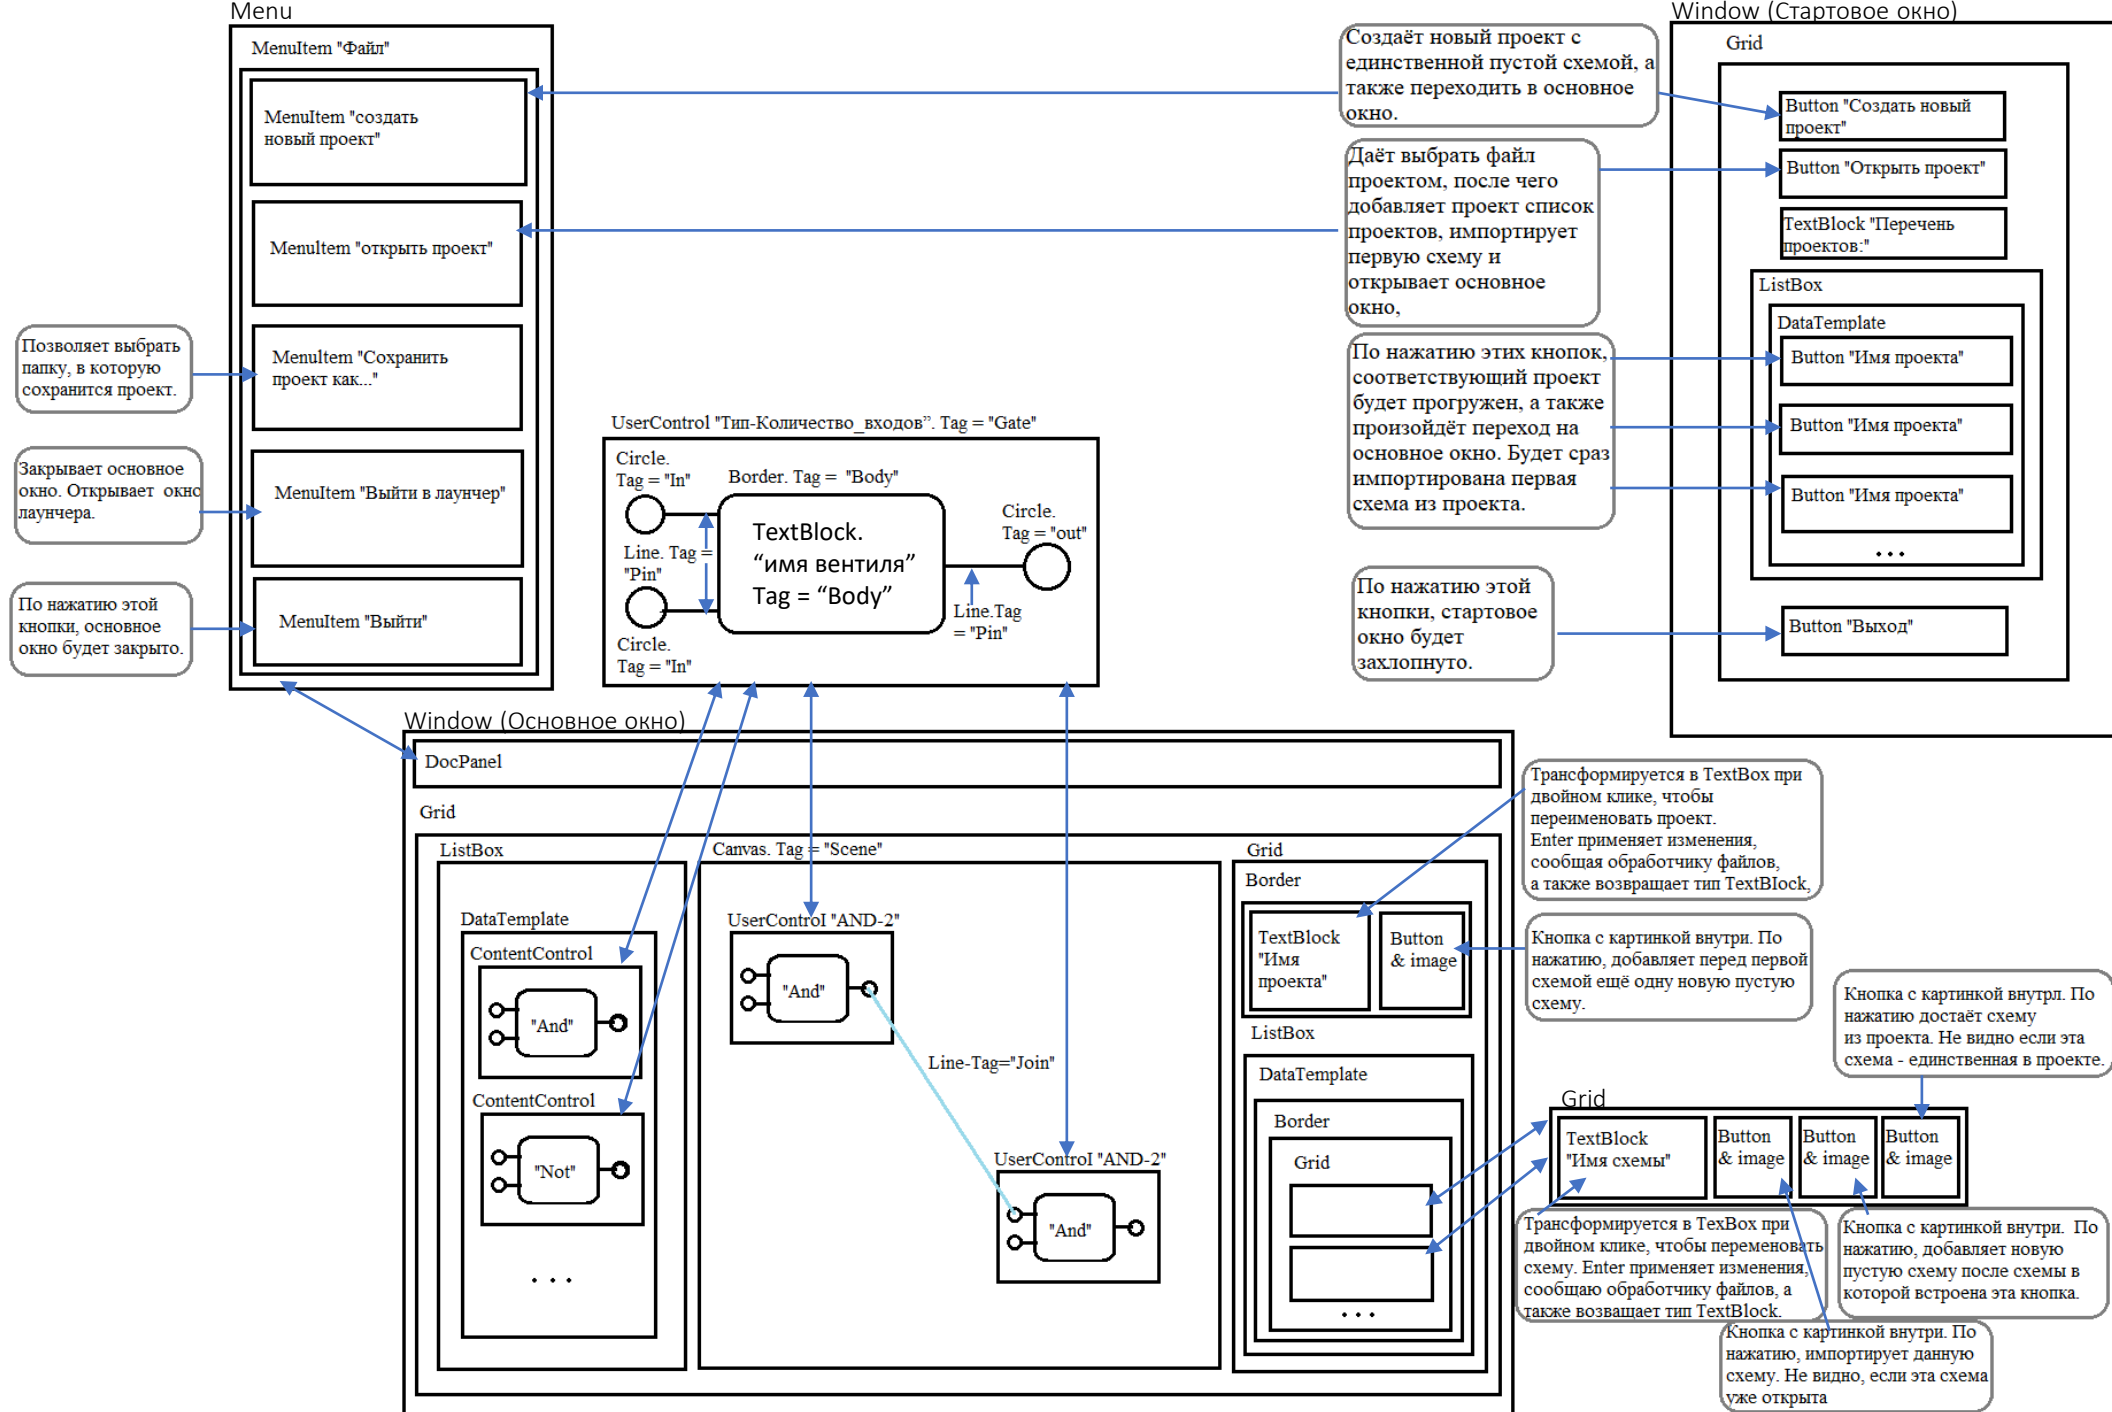 Menu
MenuItem "Файл"
MenuItem "создать
новый проект"
MenuItem "открыть проект"
MenuItem "Сохранить
проект как..."
MenuItem "Выйти в лаунчер"
MenuItem "Выйти"
Позволяет выбрать
папку, в которую
сохранится проект.
Закрывает основное
окно. Открывает окно
лаунчера.
По нажатию этой
кнопки, основное
окно будет закрыто.
UserControl "Тип-Количество_входов”. Tag = "Gate"
Circle.
Tag = "In"
Border. Tag = "Body"
TextBlock.
“имя вентиля”
Tag = “Body”
Line. Tag =
"Pin"
Circle.
Tag = "In"
Circle.
Tag = "out"
Line.Tag
= "Pin"
Создаёт новый проект с
единственной пустой схемой, а
также переходить в основное
окно.
Даёт выбрать файл
проектом, после чего
добавляет проект список
проектов, импортирует
первую схему и
открывает основное
окно,
По нажатию этих кнопок,
соответствующий проект
будет прогружен, а также
произойдёт переход на
основное окно. Будет сраз
импортирована первая
схема из проекта.
По нажатию этой
кнопки, стартовое
окно будет
захлопнуто.
Window (Стартовое окно)
Grid
Button "Создать новый
проект"
Button "Открыть проект"
TextBlock "Перечень
проектов:"
ListBox
DataTemplate
Button "Имя проекта"
Button "Имя проекта"
Button "Имя проекта"
...
Button "Выход"
Window (Основное окно)
DocPanel
Grid
ListBox
DataTemplate
ContentControl
"And"
ContentControl
"Not"
...
Canvas. Tag = "Scene"
UserControl "AND-2"
"And"
Line-Tag="Join"
UserControl "AND-2"
"And"
Grid
Border
TextBlock
"Имя
проекта"
Button
& image
ListBox
DataTemplate
Border
Grid
...
Трансформируется в TextBox при
двойном клике, чтобы
переименовать проект.
Enter применяет изменения,
сообщая обработчику файлов,
а также возвращает тип TextBlock,
Кнопка с картинкой внутри. По
нажатию, добавляет перед первой
схемой ещё одну новую пустую
схему.
Кнопка с картинкой внутрл. По
нажатию достаёт схему
из проекта. Не видно если эта
схема - единственная в проекте.
Grid
TextBlock
"Имя схемы"
Button
& image
Button
& image
Button
& image
Трансформируется в TexBox при
двойном клике, чтобы переменовать
схему. Enter применяет изменения,
сообщаю обработчику файлов, а
также возващает тип TextBlock.
Кнопка с картинкой внутри. По
нажатию, добавляет новую
пустую схему после схемы в
которой встроена эта кнопка.
Кнопка с картинкой внутри. По
нажатию, импортирует данную
схему. Не видно, если эта схема
уже открыта